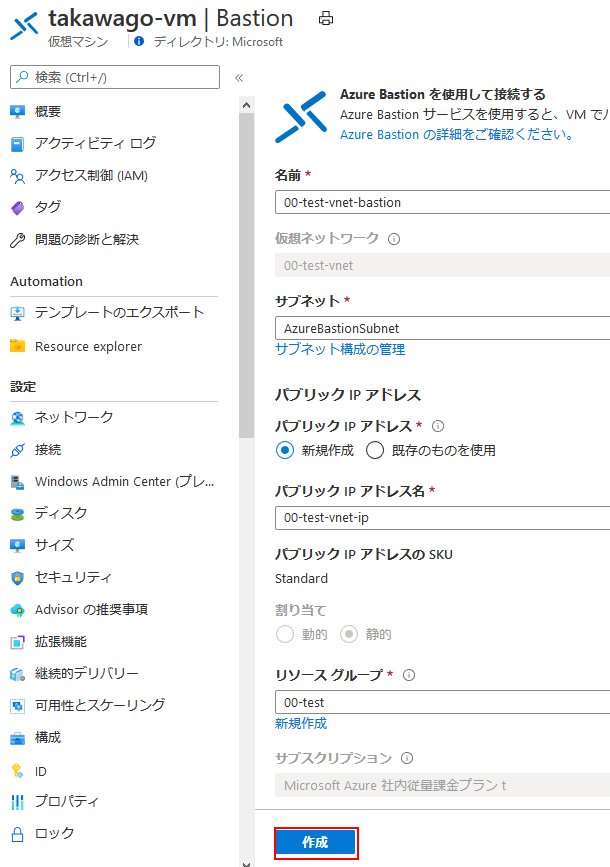 takawago-vm | Bastion
仮想マシン
ディレクトリ: Microsoft
検索 (Ctrl+/)
«
概要
アクティビティ ログ
アクセス制御 (IAM)
タグ
問題の診断と解決
Automation
テンプレートのエクスポート
Resource explorer
設定
ネットワーク
接続
Windows Admin Center (プレ...
ディスク
サイズ
セキュリティ
Advisor の推奨事項
拡張機能
継続的デリバリー
可用性とスケーリング
構成
ID
プロパティ
ロック
Azure Bastion を使用して接続する
Azure Bastion サービスを使用すると、VM で
Azure Bastion の詳細をご確認ください。
名前 *
00-test-vnet-bastion
仮想ネットワーク
00-test-vnet
サブネット *
AzureBastionSubnet
サブネット構成の管理
パブリック IP アドレス
パブリック IP アドレス *
新規作成 既存のものを使用
パブリック IP アドレス名 *
00-test-vnet-ip
パブリック IP アドレスの SKU
Standard
割り当て
動的 静的
リソース グループ *
00-test
新規作成
サブスクリプション
Microsoft Azure 社内従量課金プラン t
作成